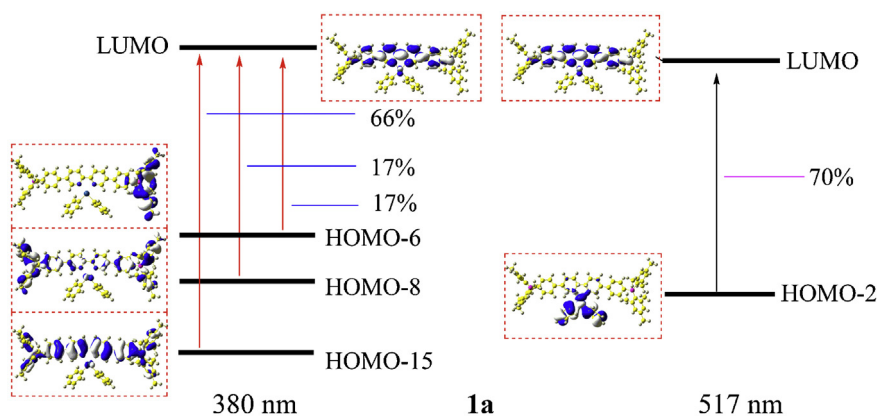 LUMO
66%
17%
17%
HOMO-6
HOMO-8
HOMO-15
380 nm
1a
LUMO
70%
HOMO-2
517 nm